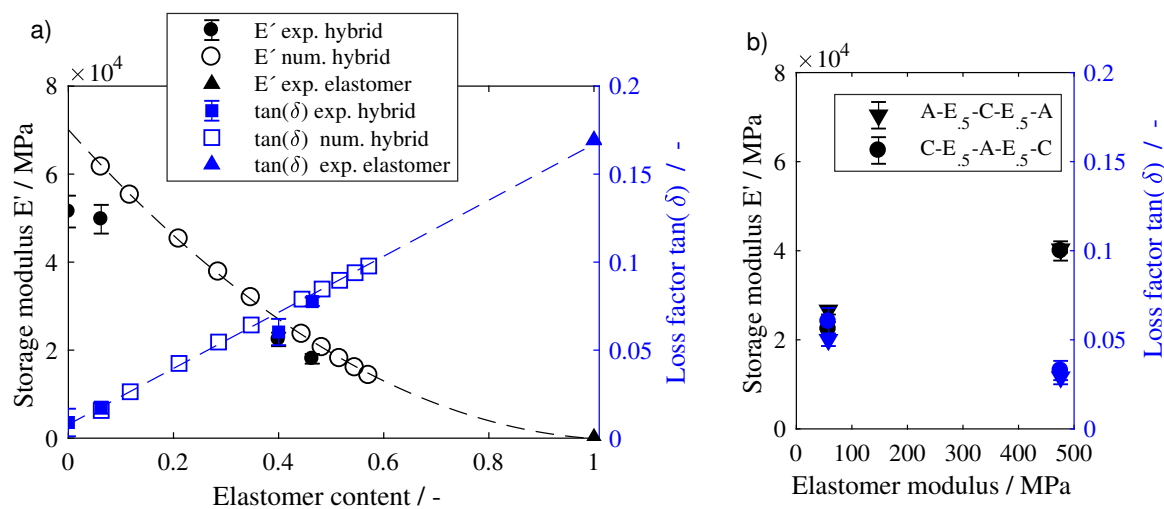 a)
E´ exp. hybrid
E´ num. hybrid
E´ exp. elastomer
tan(δ) exp. hybrid
tan(δ) num. hybrid
tan(δ) exp. elastomer
× 10⁴
8
6
4
2
0
Storage modulus E' / MPa
0 0.2 0.4 0.6 0.8 1
Elastomer content / -
0.2
0.15
0.1
0.05
0
Loss factor tan( δ) / -
b)
× 10⁴
8
6
4
2
0
Storage modulus E' / MPa
A-E.5-C-E.5-A
C-E.5-A-E.5-C
0 100 200 300 400 500
Elastomer modulus / MPa
0.2
0.15
0.1
0.05
0
Loss factor tan( δ) / -